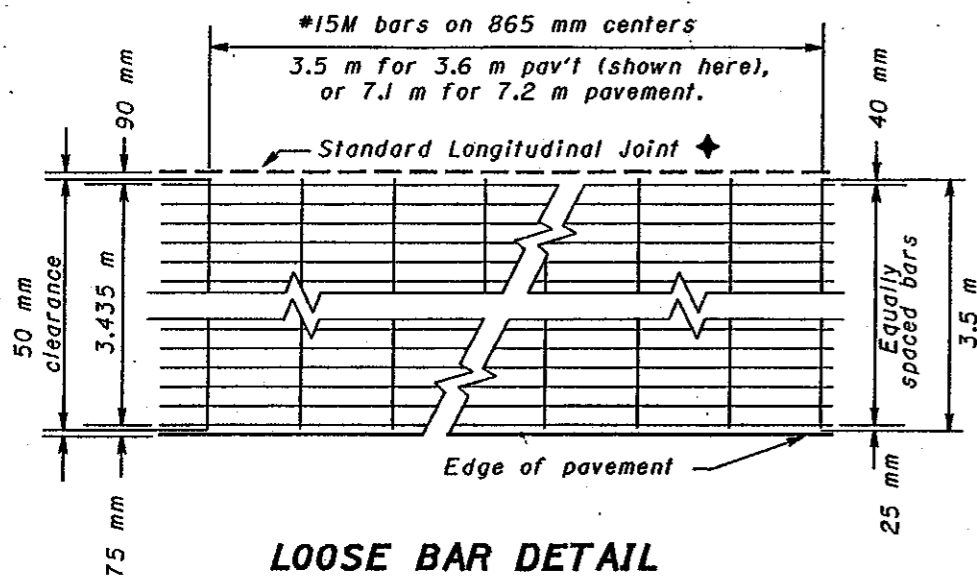 #15M bars on 865 mm centers
3.5 m for 3.6 m pav't (shown here),
or 7.1 m for 7.2 m pavement.
90 mm
40 mm
Standard Longitudinal Joint ✦
50 mm
clearance
3.435 m
Equally
spaced bars
3.5 m
Edge of pavement
75 mm
25 mm
LOOSE BAR DETAIL